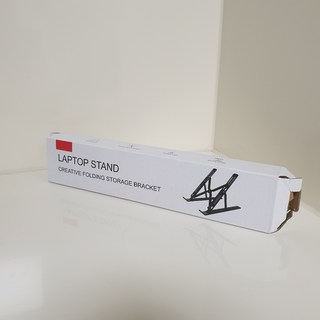 LAPTOP STAND
CREATIVE FOLDING STORAGE BRACKET